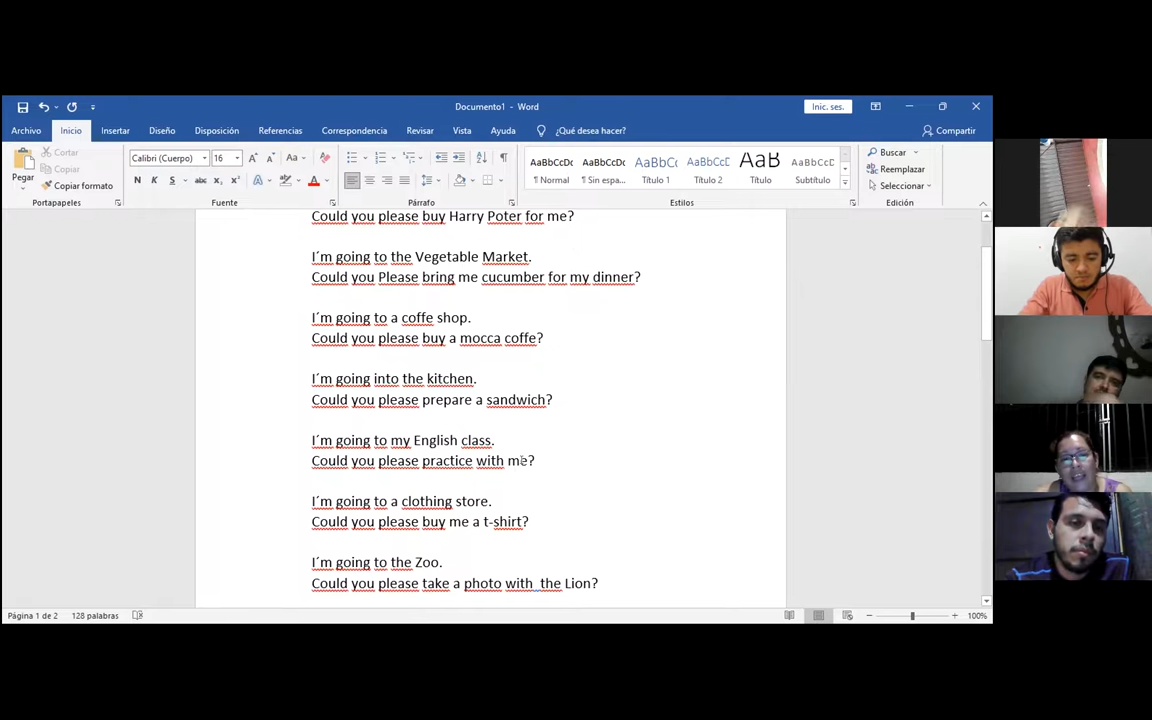 Documento1 - Word
Inic. ses.
Archivo Inicio Insertar Diseño Disposición Referencias Correspondencia Revisar Vista Ayuda ¿Qué desea hacer? Compartir
Pegar
Cortar
Copiar
Copiar formato
Portapapeles
Calibri (Cuerpo) 16
N K S abc x₂ x²
Fuente
Párrafo
AaBbCcDc AaBbCcDc AaBbCc AaBbCcD AaB AaBbCcD
¶ Normal ¶ Sin espa... Título 1 Título 2 Título Subtítulo
Estilos
Buscar
Reemplazar
Seleccionar
Edición
Could you please buy Harry Poter for me?
I´m going to the Vegetable Market.
Could you Please bring me cucumber for my dinner?
I´m going to a coffe shop.
Could you please buy a mocca coffe?
I´m going into the kitchen.
Could you please prepare a sandwich?
I´m going to my English class.
Could you please practice with me?
I´m going to a clothing store.
Could you please buy me a t-shirt?
I´m going to the Zoo.
Could you please take a photo with  the Lion?
Página 1 de 2 128 palabras 100%